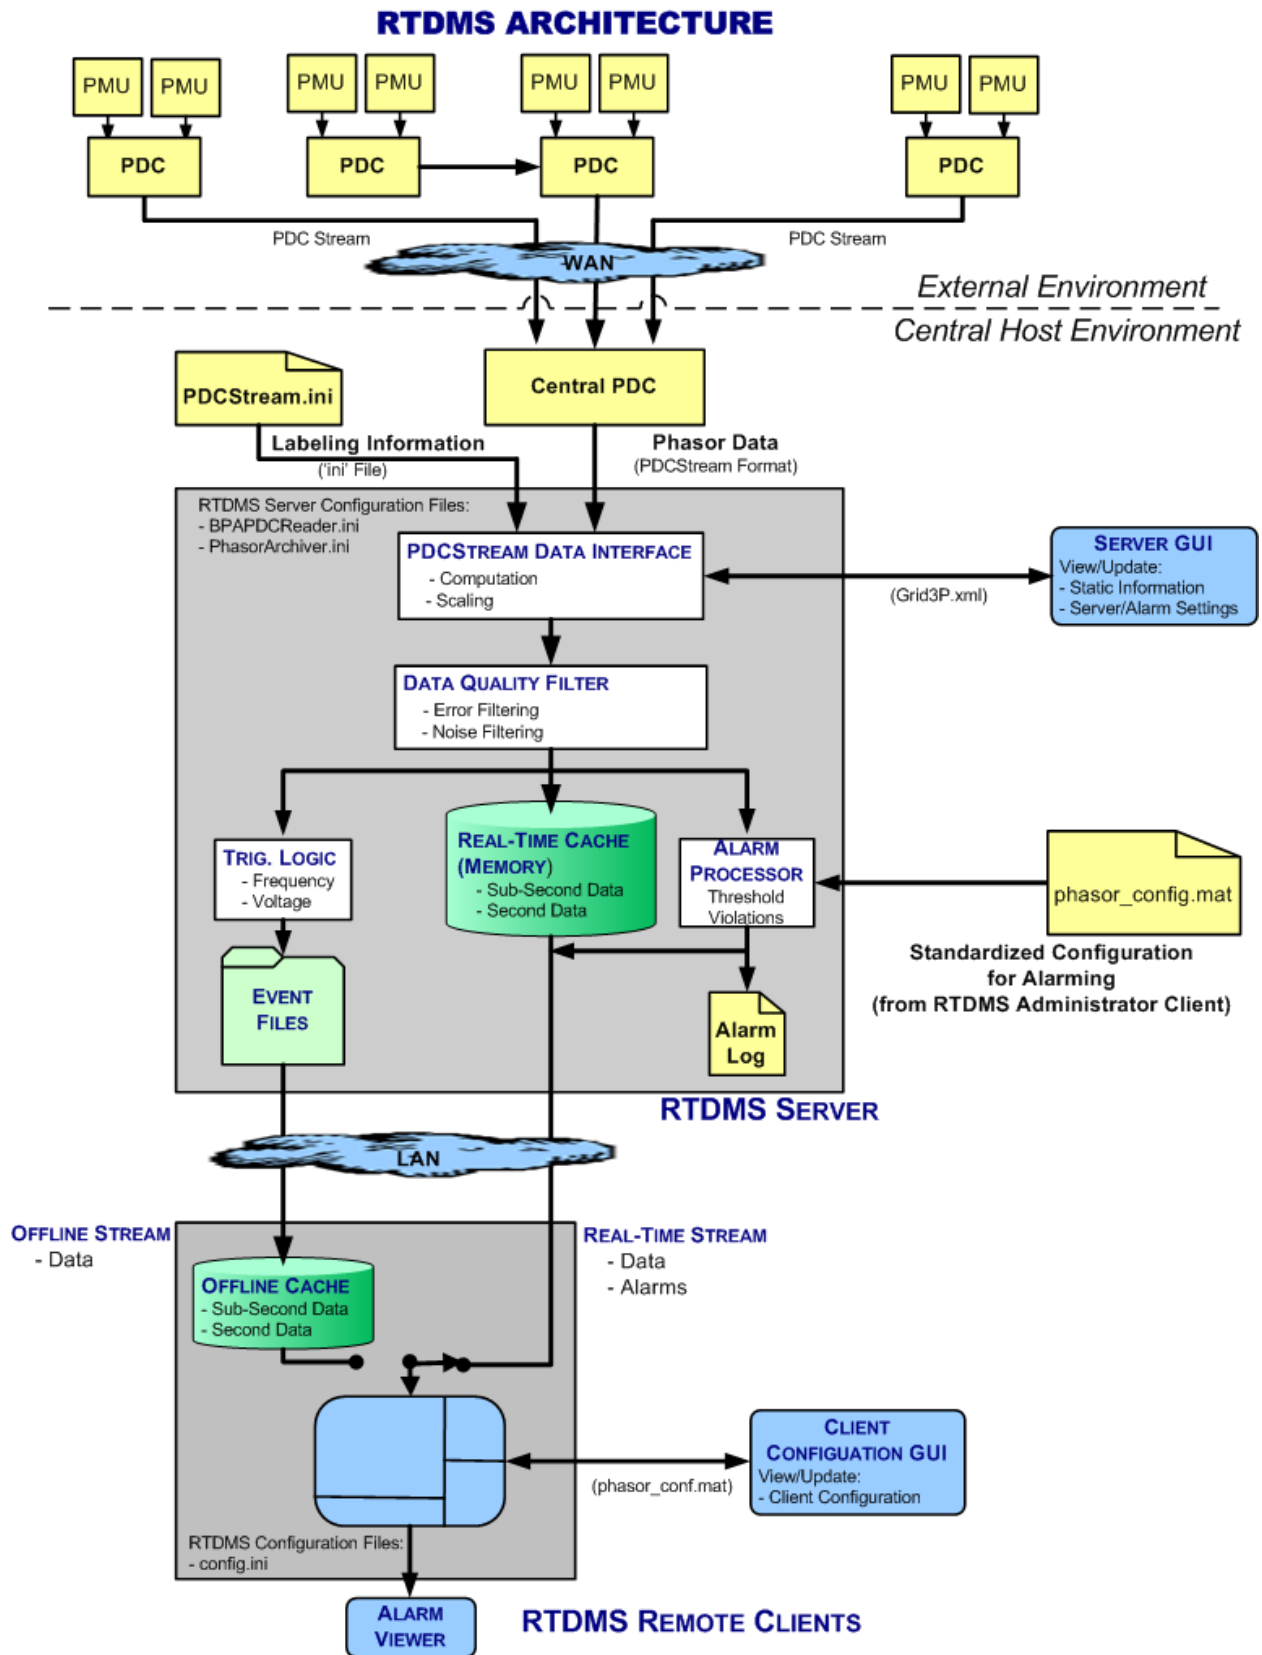 RTDMS ARCHITECTURE
PMU PMU PMU PMU PMU PMU PMU PMU
PDC PDC PDC PDC
PDC Stream PDC Stream
WAN
External Environment
Central Host Environment
PDCStream.ini
Central PDC
Labeling Information
('ini' File)
Phasor Data
(PDCStream Format)
RTDMS Server Configuration Files:
- BPAPDCReader.ini
- PhasorArchiver.ini
PDCSTREAM DATA INTERFACE
- Computation
- Scaling
(Grid3P.xml)
SERVER GUI
View/Update:
- Static Information
- Server/Alarm Settings
DATA QUALITY FILTER
- Error Filtering
- Noise Filtering
TRIG. LOGIC
- Frequency
- Voltage
REAL-TIME CACHE
(MEMORY)
- Sub-Second Data
- Second Data
ALARM
PROCESSOR
Threshold
Violations
phasor_config.mat
Standardized Configuration
for Alarming
(from RTDMS Administrator Client)
EVENT
FILES
Alarm
Log
RTDMS SERVER
LAN
OFFLINE STREAM
- Data
REAL-TIME STREAM
- Data
- Alarms
OFFLINE CACHE
- Sub-Second Data
- Second Data
(phasor_conf.mat)
CLIENT
CONFIGUATION GUI
View/Update:
- Client Configuration
RTDMS Configuration Files:
- config.ini
ALARM
VIEWER
RTDMS REMOTE CLIENTS